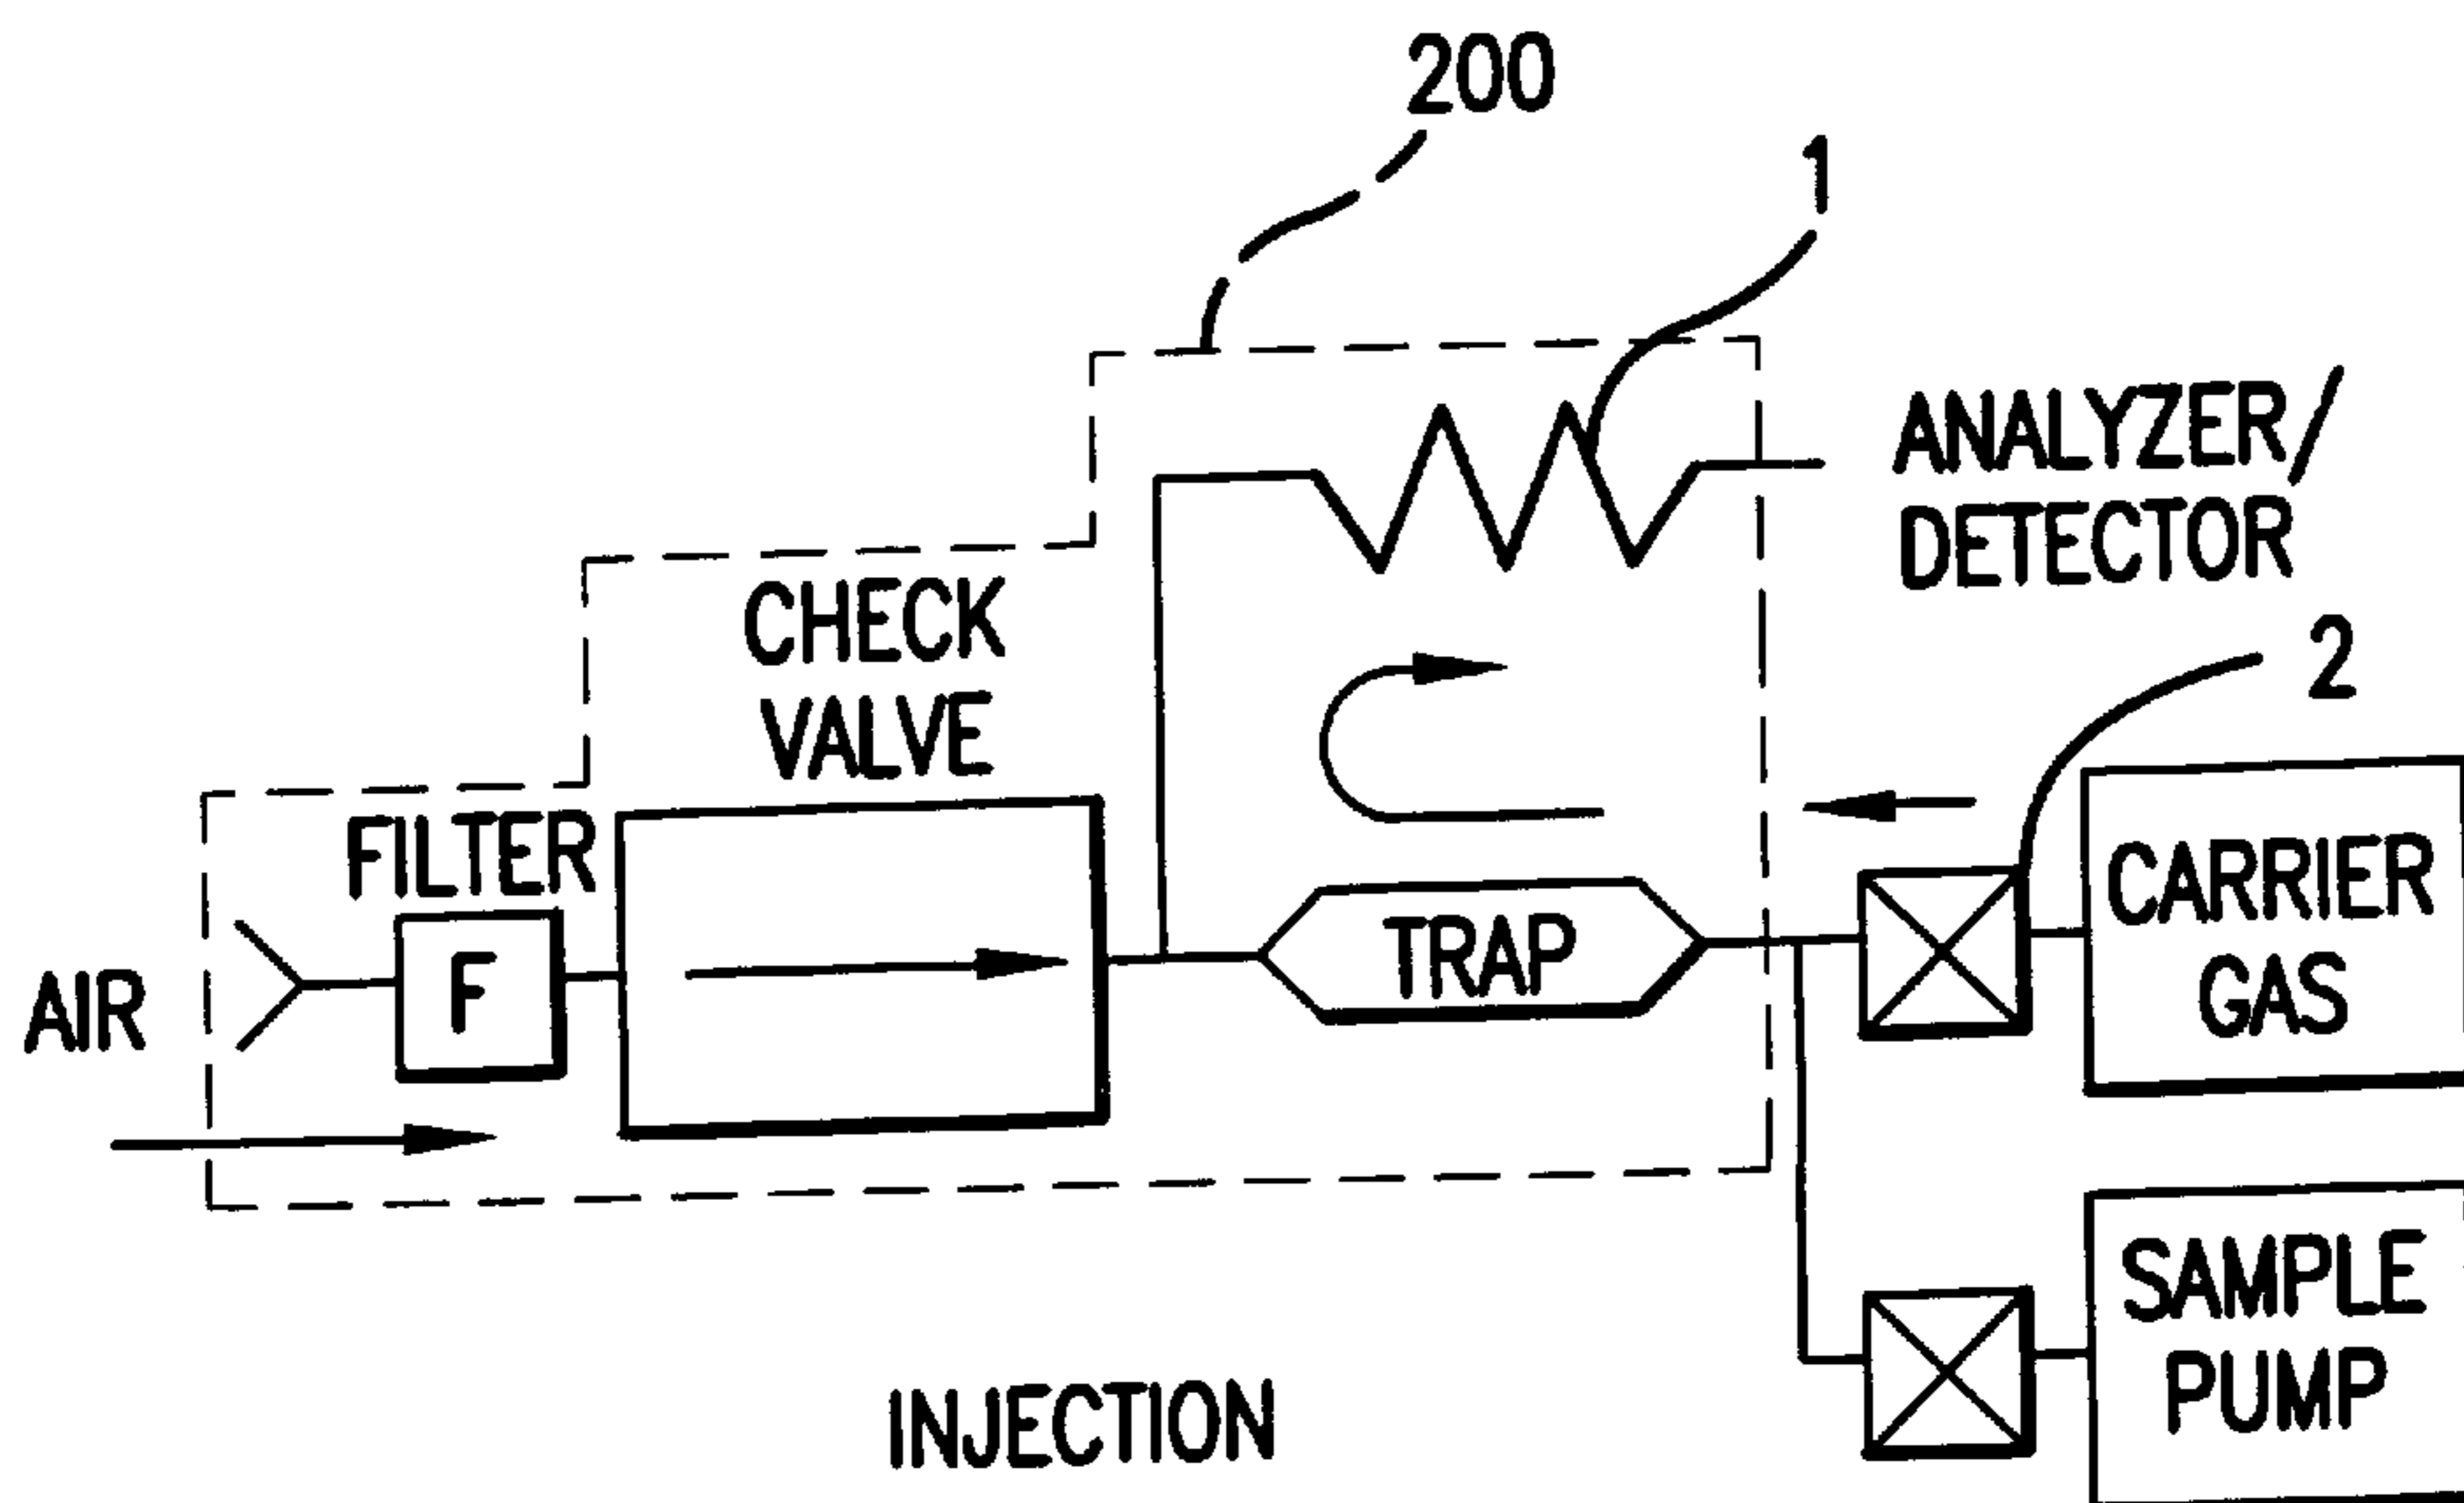 200
1
ANALYZER/
DETECTOR
CHECK
VALVE
2
FILTER
F
AIR
TRAP
CARRIER
GAS
SAMPLE
PUMP
INJECTION